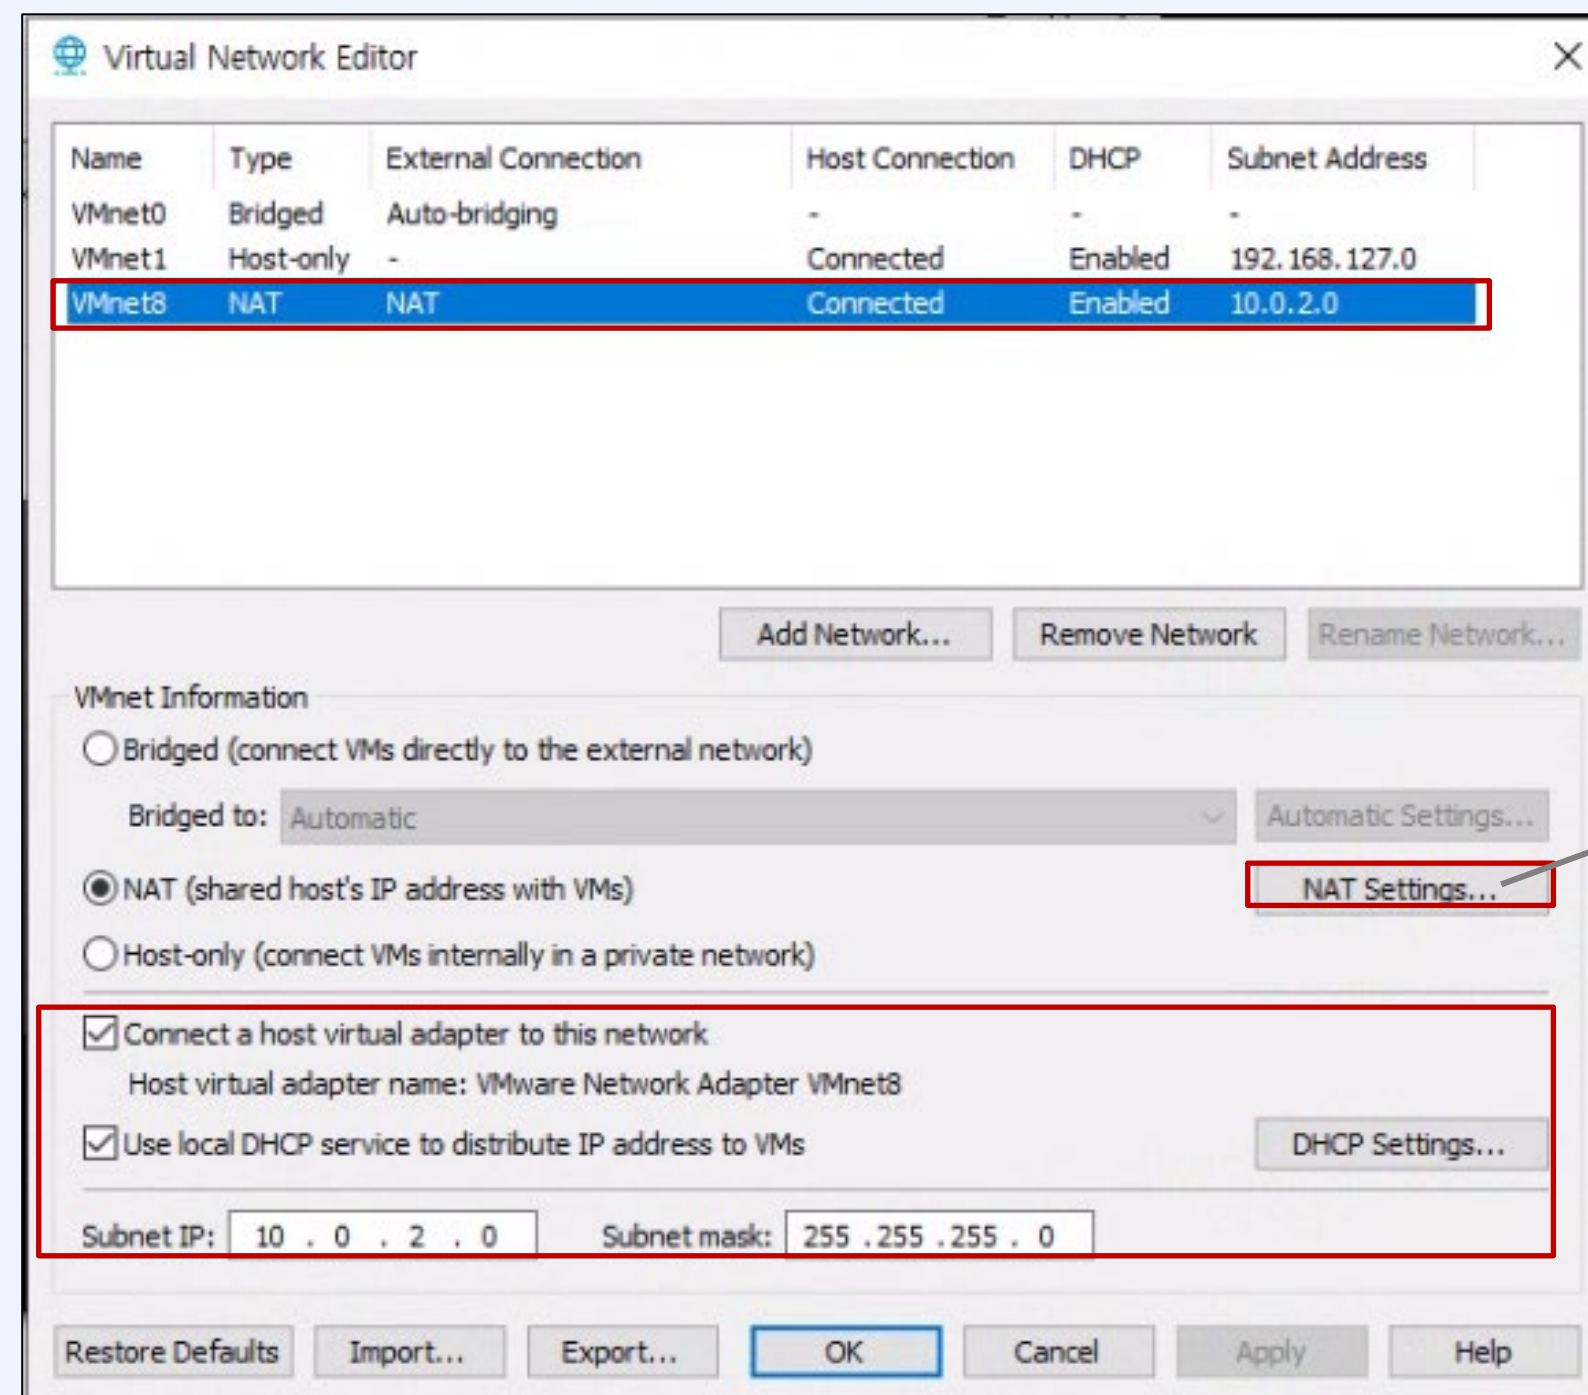 Virtual Network Editor
Name Type External Connection Host Connection DHCP Subnet Address
VMnet0 Bridged Auto-bridging - - -
VMnet1 Host-only - Connected Enabled 192.168.127.0
VMnet8 NAT NAT Connected Enabled 10.0.2.0
Add Network... Remove Network Rename Network...
VMnet Information
Bridged (connect VMs directly to the external network)
Bridged to: Automatic Automatic Settings...
NAT (shared host's IP address with VMs) NAT Settings...
Host-only (connect VMs internally in a private network)
Connect a host virtual adapter to this network
Host virtual adapter name: VMware Network Adapter VMnet8
Use local DHCP service to distribute IP address to VMs DHCP Settings...
Subnet IP: 10 . 0 . 2 . 0 Subnet mask: 255 .255 .255 . 0
Restore Defaults Import... Export... OK Cancel Apply Help